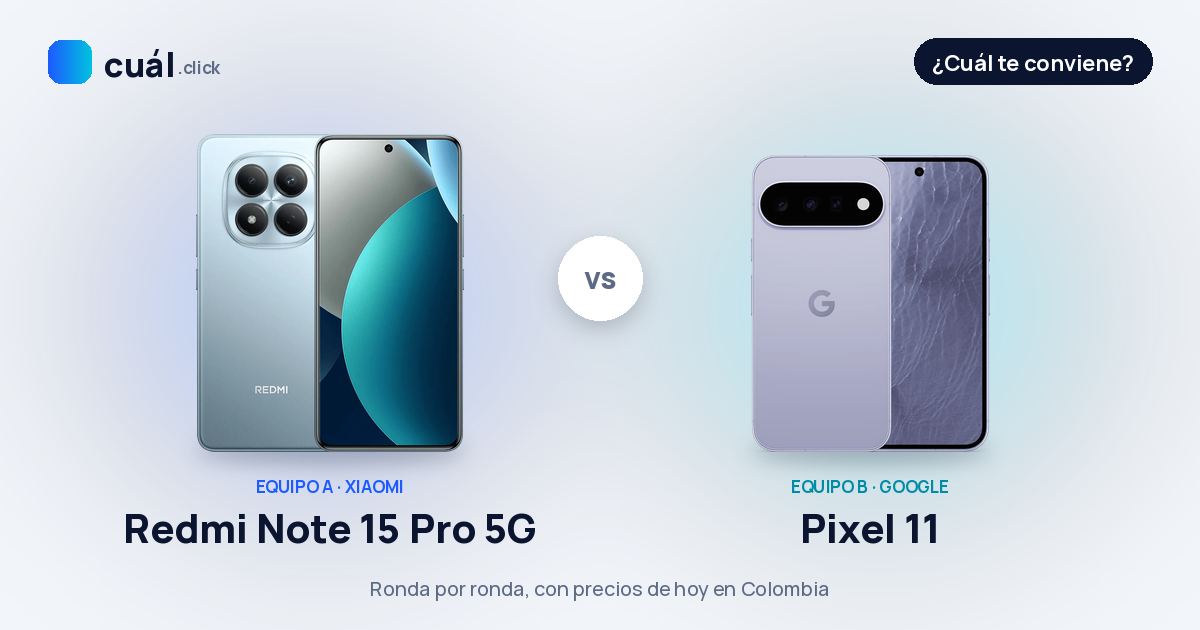 cuál.click
¿Cuál te conviene?
REDMI
G
vs
EQUIPO A · XIAOMI
Redmi Note 15 Pro 5G
EQUIPO B · GOOGLE
Pixel 11
Ronda por ronda, con precios de hoy en Colombia